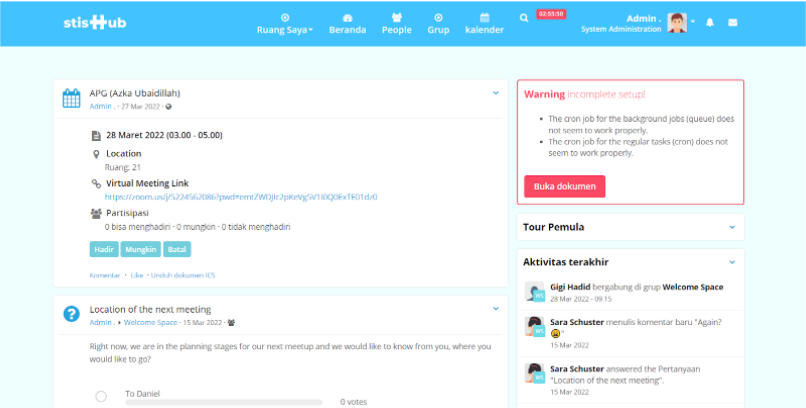 stisHub
Ruang Saya
Beranda
People
Grup
kalender
02:55:50
Admin .
System Administration
APG (Azka Ubaidillah)
Admin . · 27 Mar 2022 ·
28 Maret 2022 (03.00 - 05.00)
Location
Ruang: 21
Virtual Meeting Link
Partisipasi
0 bisa menghadiri · 0 mungkin · 0 tidak menghadiri
Hadir Mungkin Batal
Komentar · Like · Unduh dokumen ICS
Location of the next meeting
Admin . ▸ Welcome Space · 15 Mar 2022 ·
Right now, we are in the planning stages for our next meetup and we would like to know from you, where you
would like to go?
To Daniel
0 votes
Warning incomplete setup!
• The cron job for the background jobs (queue) does
not seem to work properly.
• The cron job for the regular tasks (cron) does not
seem to work properly.
Buka dokumen
Tour Pemula
Aktivitas terakhir
Gigi Hadid bergabung di grup Welcome Space
28 Mar 2022 - 09.15
WS
Sara Schuster menulis komentar baru "Again?
😩"
15 Mar 2022
WS
Sara Schuster answered the Pertanyaan
"Location of the next meeting".
15 Mar 2022
WS